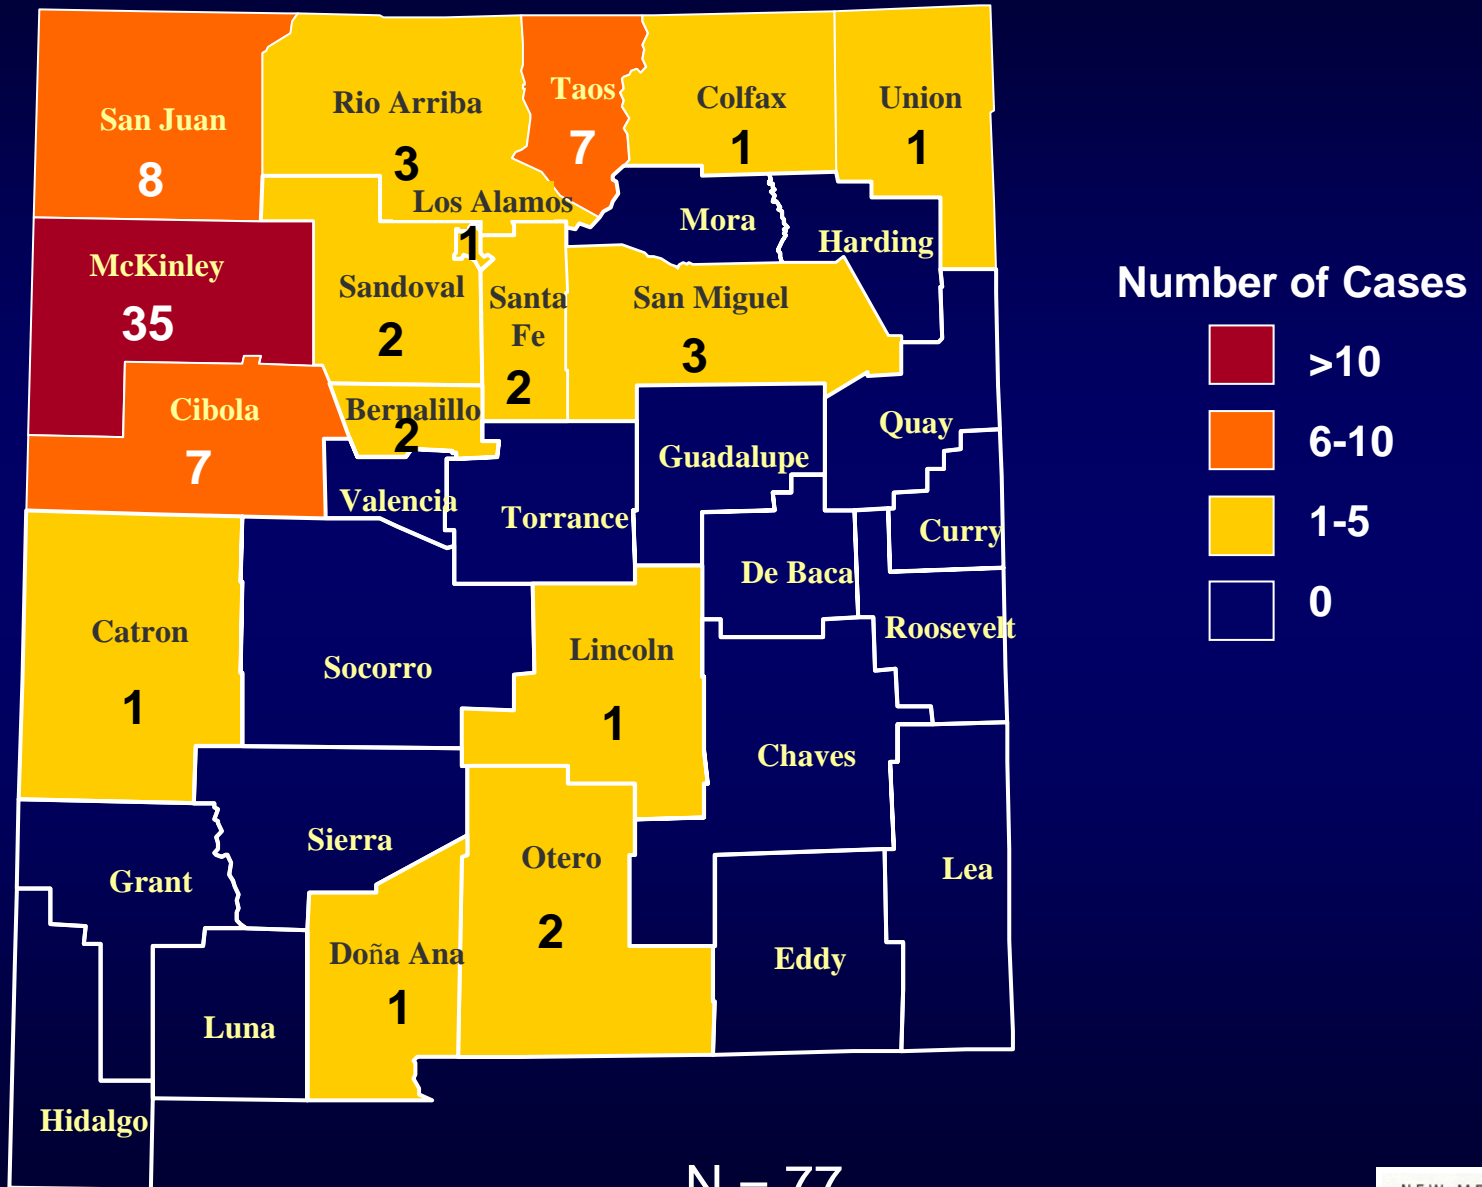 San Juan
8
Rio Arriba
3
Taos
7
Colfax
1
Union
1
Los Alamos
1
Mora
Harding
McKinley
35
Sandoval
2
Santa
Fe
2
San Miguel
3
Number of Cases
>10
6-10
1-5
0
Cibola
7
Bernalillo
2
Valencia
Torrance
Guadalupe
Quay
Curry
De Baca
Roosevelt
Catron
1
Socorro
Lincoln
1
Chaves
Sierra
Otero
2
Grant
Lea
Doña Ana
1
Eddy
Luna
Hidalgo
N = 77